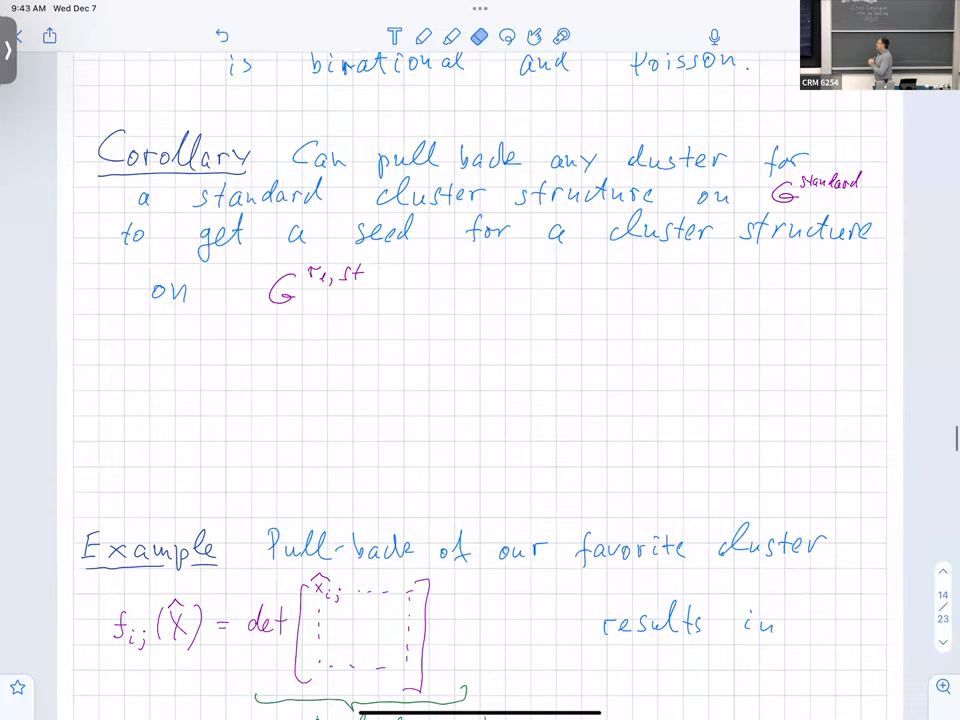 9:43 AM Wed Dec 7
is birational and Poisson.
CRM 6254
Corollary Can pull back any cluster for
a standard cluster structure on G^standard
to get a seed for a cluster structure
on G^r₁,st
Example Pull-back of our favorite cluster
f_ij(X̂) = det [x̂_ij ... ] results in
14
/
23